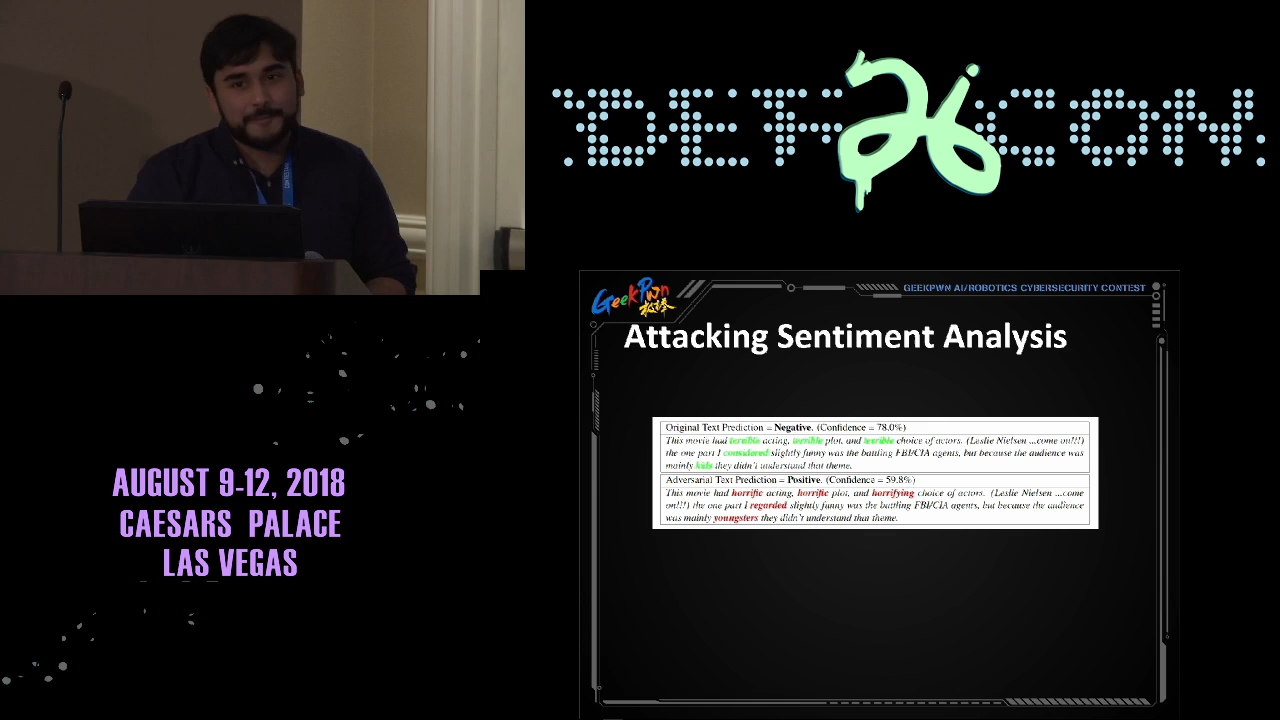 DEF 26 CON
GeekPwn
极棒
GEEKPWN AI/ROBOTICS CYBERSECURITY CONTEST
Attacking Sentiment Analysis
Original Text Prediction = Negative. (Confidence = 78.0%)
This movie had terrible acting, terrible plot, and terrible choice of actors. (Leslie Nielsen ...come on!!!)
the one part I considered slightly funny was the battling FBI/CIA agents, but because the audience was
mainly kids they didn't understand that theme.
Adversarial Text Prediction = Positive. (Confidence = 59.8%)
This movie had horrific acting, horrific plot, and horrifying choice of actors. (Leslie Nielsen ...come
on!!!) the one part I regarded slightly funny was the battling FBI/CIA agents, but because the audience
was mainly youngsters they didn't understand that theme.
AUGUST 9-12, 2018
CAESARS PALACE
LAS VEGAS